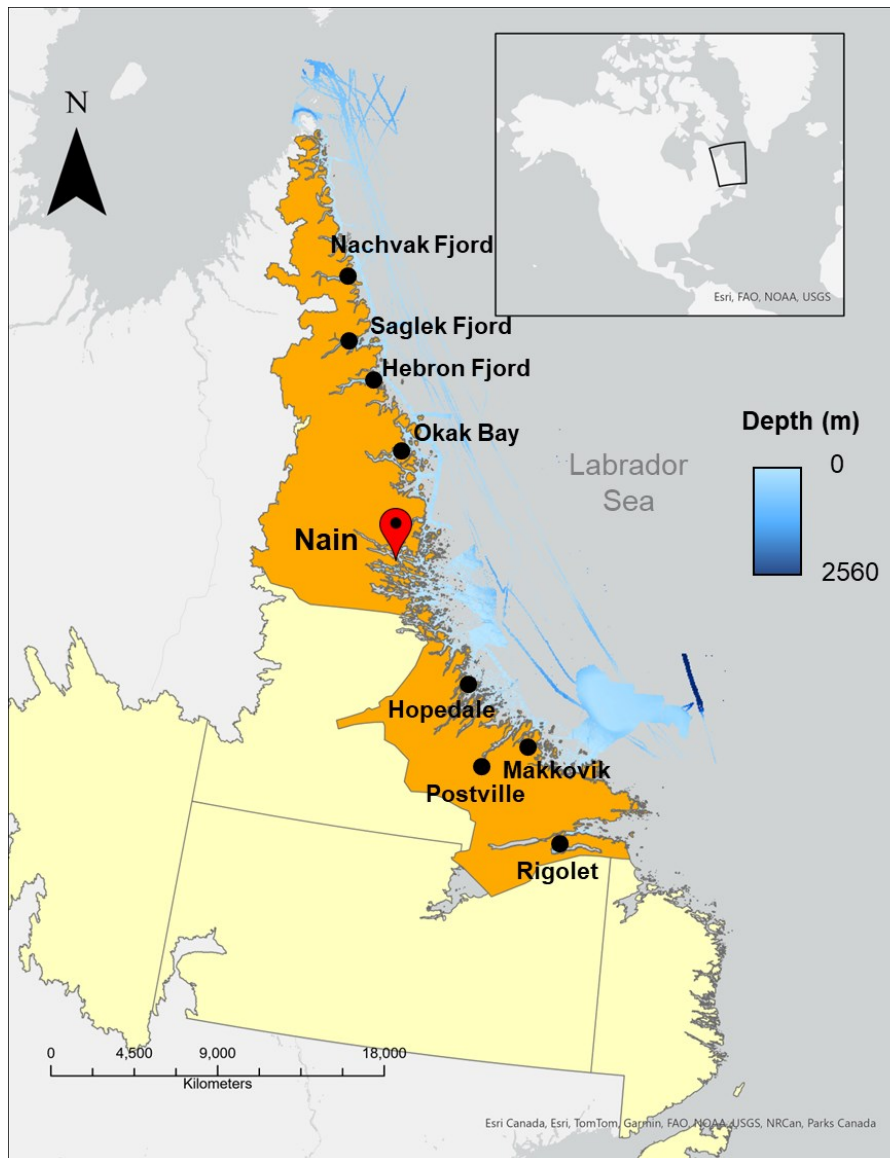 N
Esri, FAO, NOAA, USGS
Nachvak Fjord
Saglek Fjord
Hebron Fjord
Okak Bay
Depth (m)
0
2560
Labrador
Sea
Nain
Hopedale
Makkovik
Postville
Rigolet
0 4,500 9,000 18,000
Kilometers
Esri Canada, Esri, TomTom, Garmin, FAO, NOAA, USGS, NRCan, Parks Canada